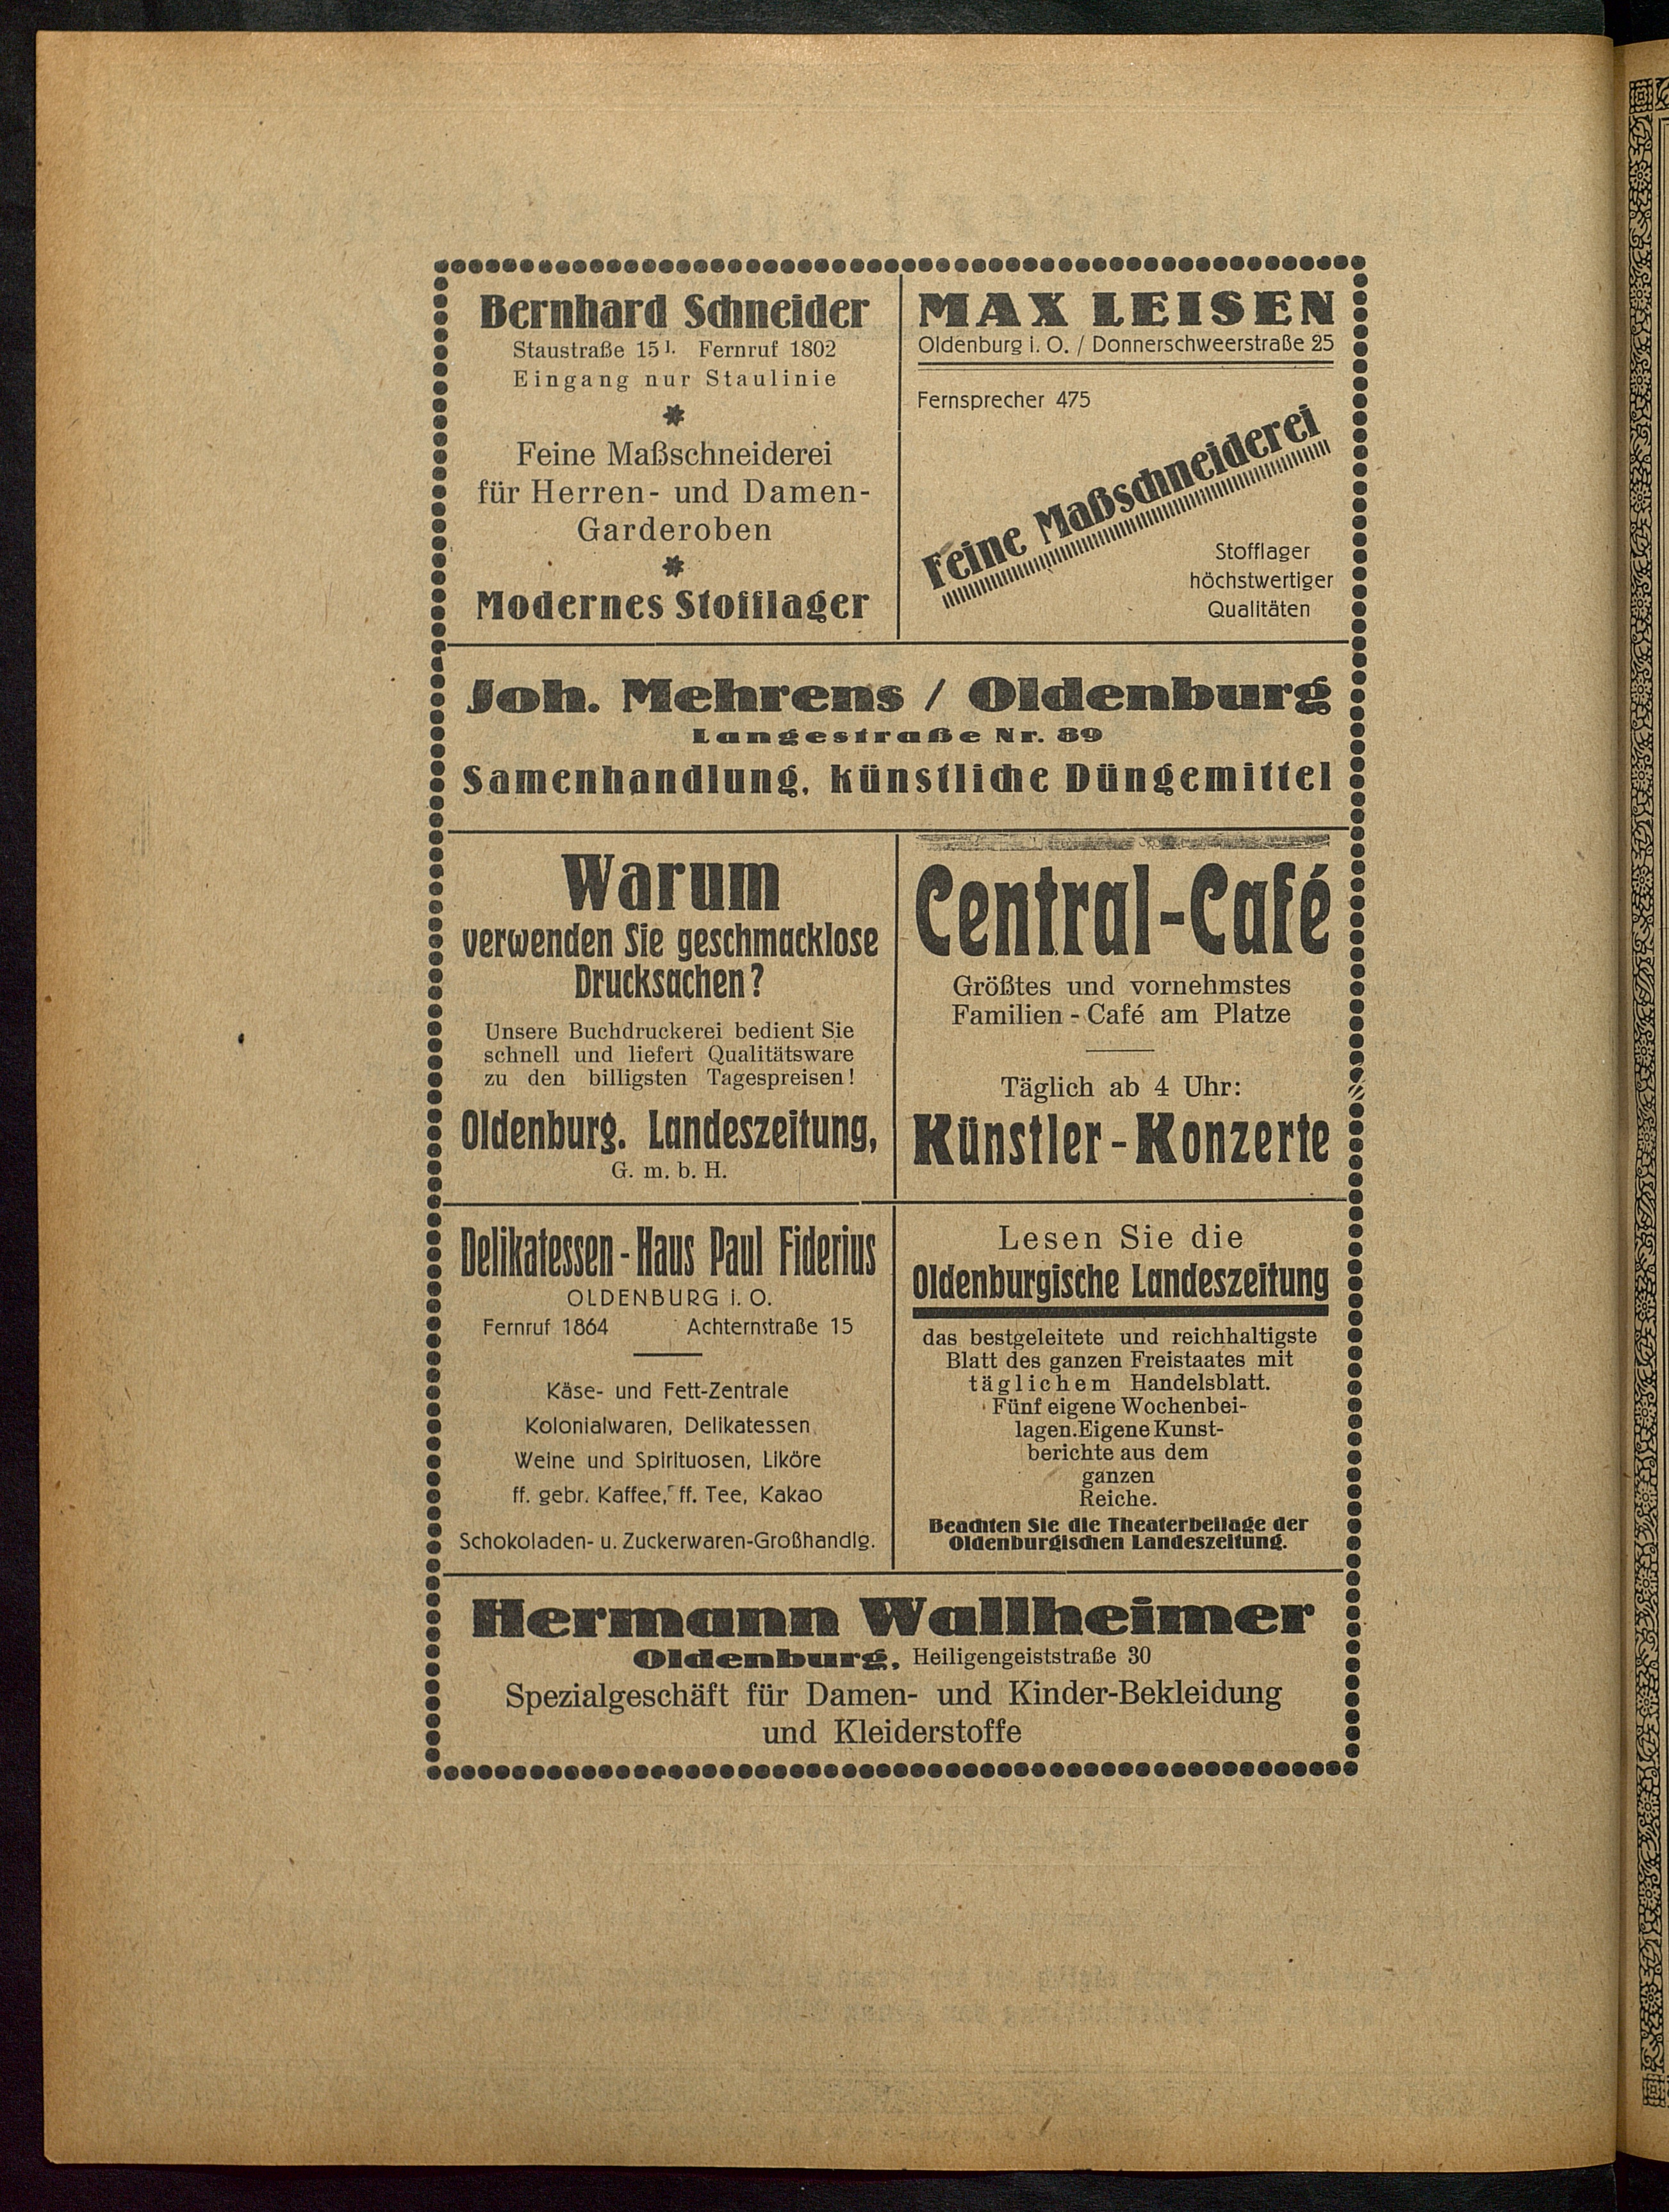 Bernhard Schneider
Staustraße 15 I. Fernruf 1802
Eingang nur Staulinie
Feine Maßschneiderei
für Herren- und Damen-
Garderoben
Modernes Stofflager
MAX LEISEN
Oldenburg i. O. / Donnerschweerstraße 25
Fernsprecher 475
Feine Maßschneiderei
Stofflager
höchstwertiger
Qualitäten
Joh. Mehrens / Oldenburg
Langestraße Nr. 89
Samenhandlung, künstliche Düngemittel
Warum
verwenden Sie geschmacklose
Drucksachen?
Unsere Buchdruckerei bedient Sie
schnell und liefert Qualitätsware
zu den billigsten Tagespreisen!
Oldenburg. Landeszeitung,
G. m. b. H.
Central-Café
Größtes und vornehmstes
Familien-Café am Platze
Täglich ab 4 Uhr:
Künstler-Konzerte
Delikatessen-Haus Paul Fiderius
OLDENBURG i. O.
Fernruf 1864 Achternstraße 15
Käse- und Fett-Zentrale
Kolonialwaren, Delikatessen
Weine und Spirituosen, Liköre
ff. gebr. Kaffee, ff. Tee, Kakao
Schokoladen- u. Zuckerwaren-Großhandlg.
Lesen Sie die
Oldenburgische Landeszeitung
das bestgeleitete und reichhaltigste
Blatt des ganzen Freistaates mit
täglichem Handelsblatt.
Fünf eigene Wochenbei-
lagen. Eigene Kunst-
berichte aus dem
ganzen
Reiche.
Beachten Sie die Theaterbeilage der
Oldenburgischen Landeszeitung.
Hermann Wallheimer
Oldenburg, Heiligengeiststraße 30
Spezialgeschäft für Damen- und Kinder-Bekleidung
und Kleiderstoffe